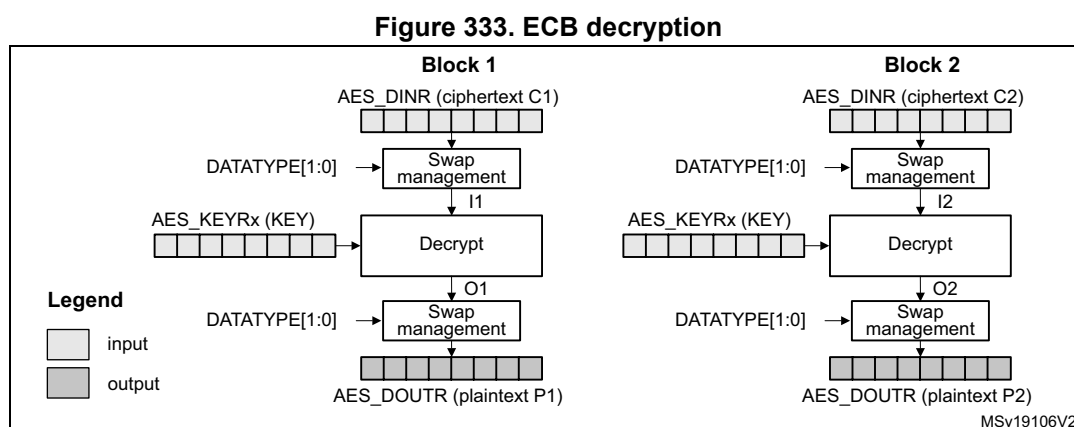 Figure 333. ECB decryption
Block 1
AES_DINR (ciphertext C1)
DATATYPE[1:0]
Swap
management
I1
AES_KEYRx (KEY)
Decrypt
O1
DATATYPE[1:0]
Swap
management
AES_DOUTR (plaintext P1)
Block 2
AES_DINR (ciphertext C2)
DATATYPE[1:0]
Swap
management
I2
AES_KEYRx (KEY)
Decrypt
O2
DATATYPE[1:0]
Swap
management
AES_DOUTR (plaintext P2)
Legend
input
output
MSv19106V2